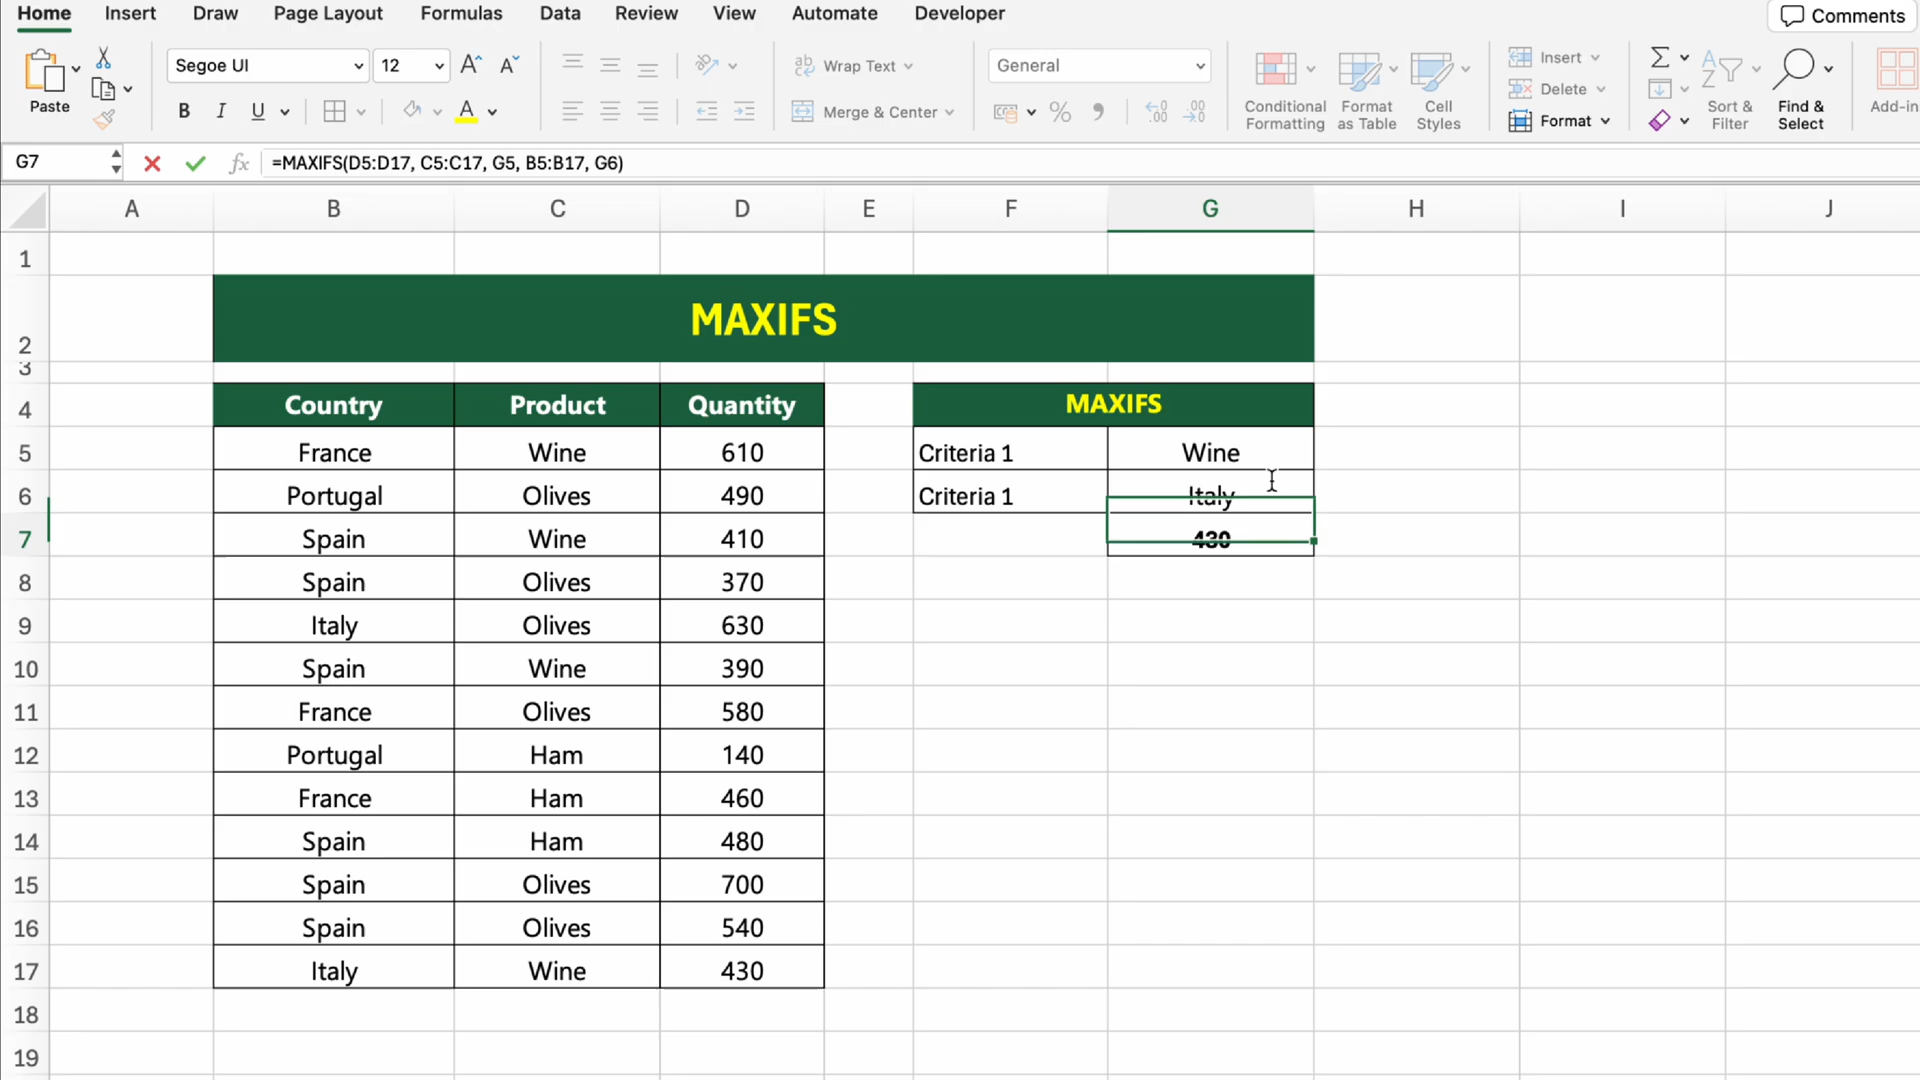 Home Insert Draw Page Layout Formulas Data Review View Automate Developer Comments
Paste Segoe UI 12 A A Wrap Text General Conditional Formatting Format as Table Cell Styles Insert Sort & Filter Find & Select Add-in
Delete
B I U A Merge & Center % Format
G7 fx =MAXIFS(D5:D17, C5:C17, G5, B5:B17, G6)
A B C D E F G H I J
1
2 MAXIFS
3
4 Country Product Quantity MAXIFS
5 France Wine 610 Criteria 1 Wine
6 Portugal Olives 490 Criteria 1 Italy
7 Spain Wine 410 430
8 Spain Olives 370
9 Italy Olives 630
10 Spain Wine 390
11 France Olives 580
12 Portugal Ham 140
13 France Ham 460
14 Spain Ham 480
15 Spain Olives 700
16 Spain Olives 540
17 Italy Wine 430
18
19